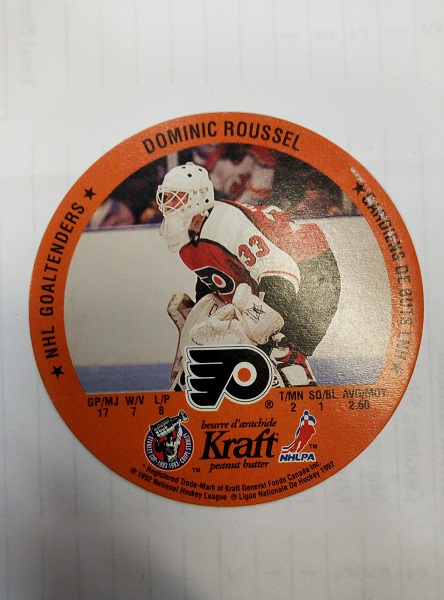 DOMINIC ROUSSEL
★ NHL GOALTENDERS ★
★ GARDIENS DE BUTS LNH ★
33
GP/MJ W/V L/P T/MN SO/BL AVG/MOY
17 7 8 ® 2 1 2.60
beurre d'arachide
Kraft
peanut butter
TM
NHLPA
TM
* Registered Trade-Mark of Kraft General Foods Canada Inc.
® 1992 National Hockey League ® Ligue Nationale De Hockey 1992